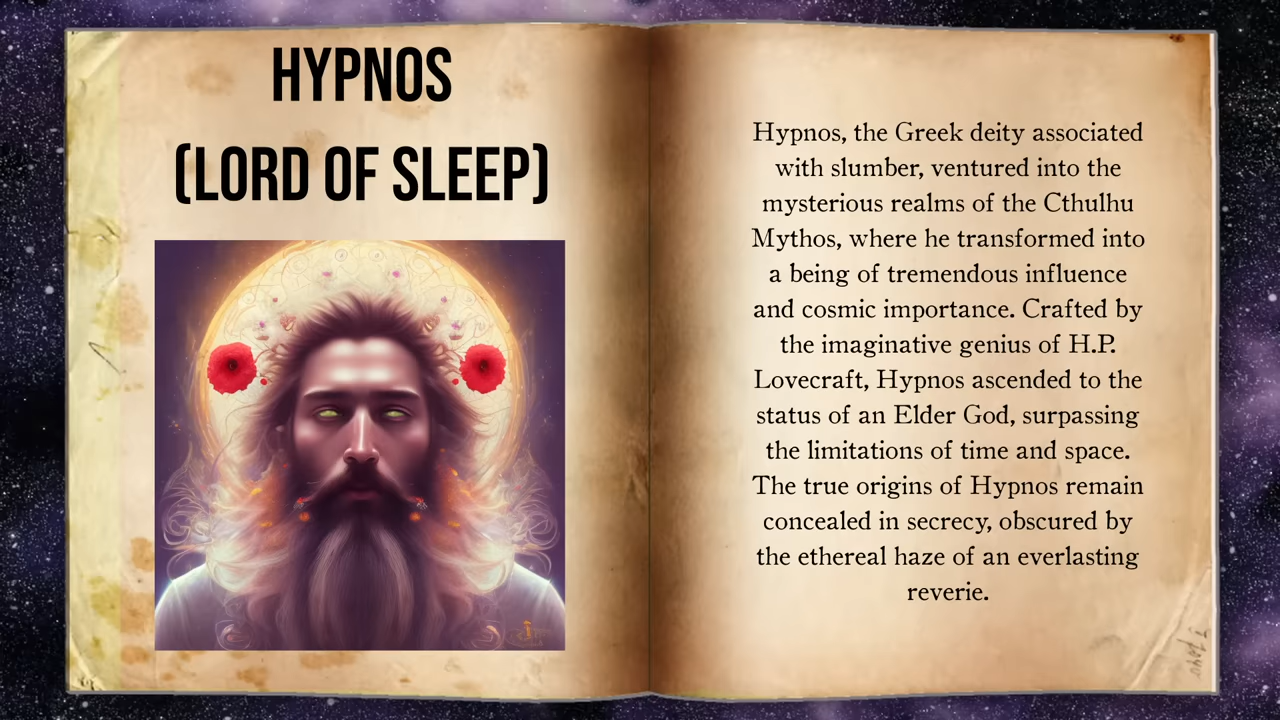 HYPNOS
(LORD OF SLEEP)
Hypnos, the Greek deity associated
with slumber, ventured into the
mysterious realms of the Cthulhu
Mythos, where he transformed into
a being of tremendous influence
and cosmic importance. Crafted by
the imaginative genius of H.P.
Lovecraft, Hypnos ascended to the
status of an Elder God, surpassing
the limitations of time and space.
The true origins of Hypnos remain
concealed in secrecy, obscured by
the ethereal haze of an everlasting
reverie.